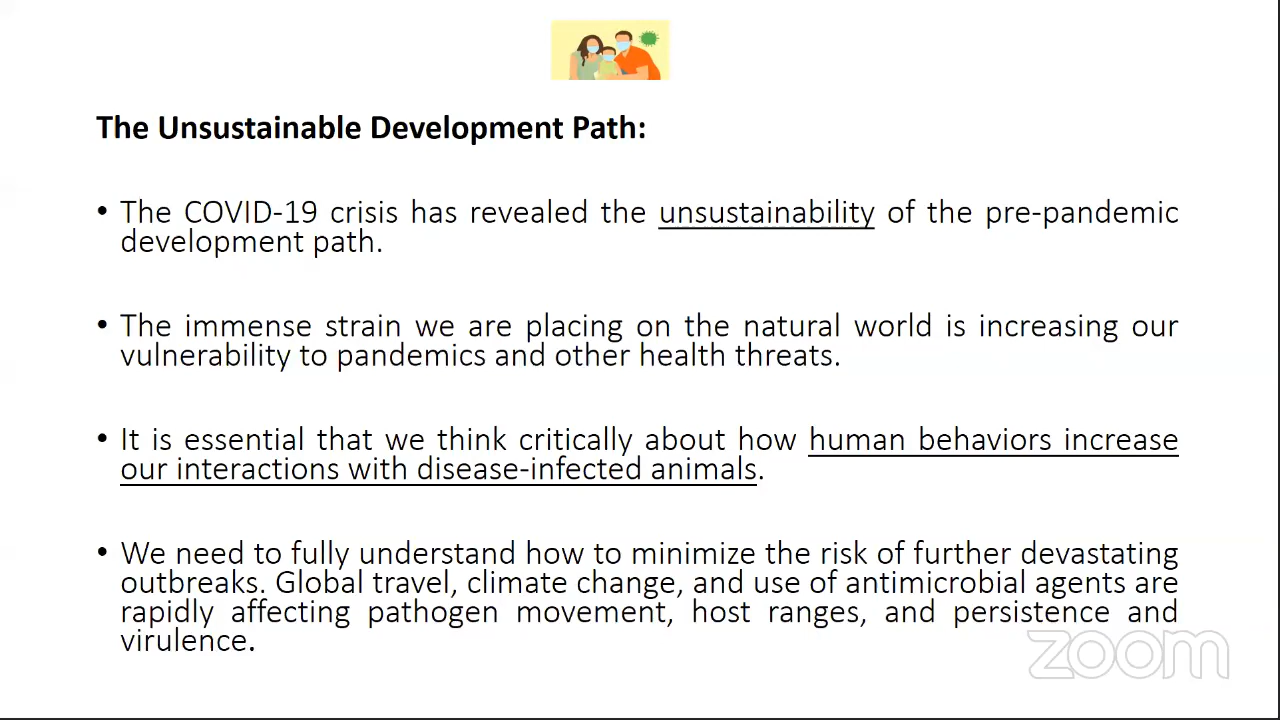 The Unsustainable Development Path:
• The COVID-19 crisis has revealed the unsustainability of the pre-pandemic
development path.
• The immense strain we are placing on the natural world is increasing our
vulnerability to pandemics and other health threats.
• It is essential that we think critically about how human behaviors increase
our interactions with disease-infected animals.
• We need to fully understand how to minimize the risk of further devastating
outbreaks. Global travel, climate change, and use of antimicrobial agents are
rapidly affecting pathogen movement, host ranges, and persistence and
virulence.
zoom